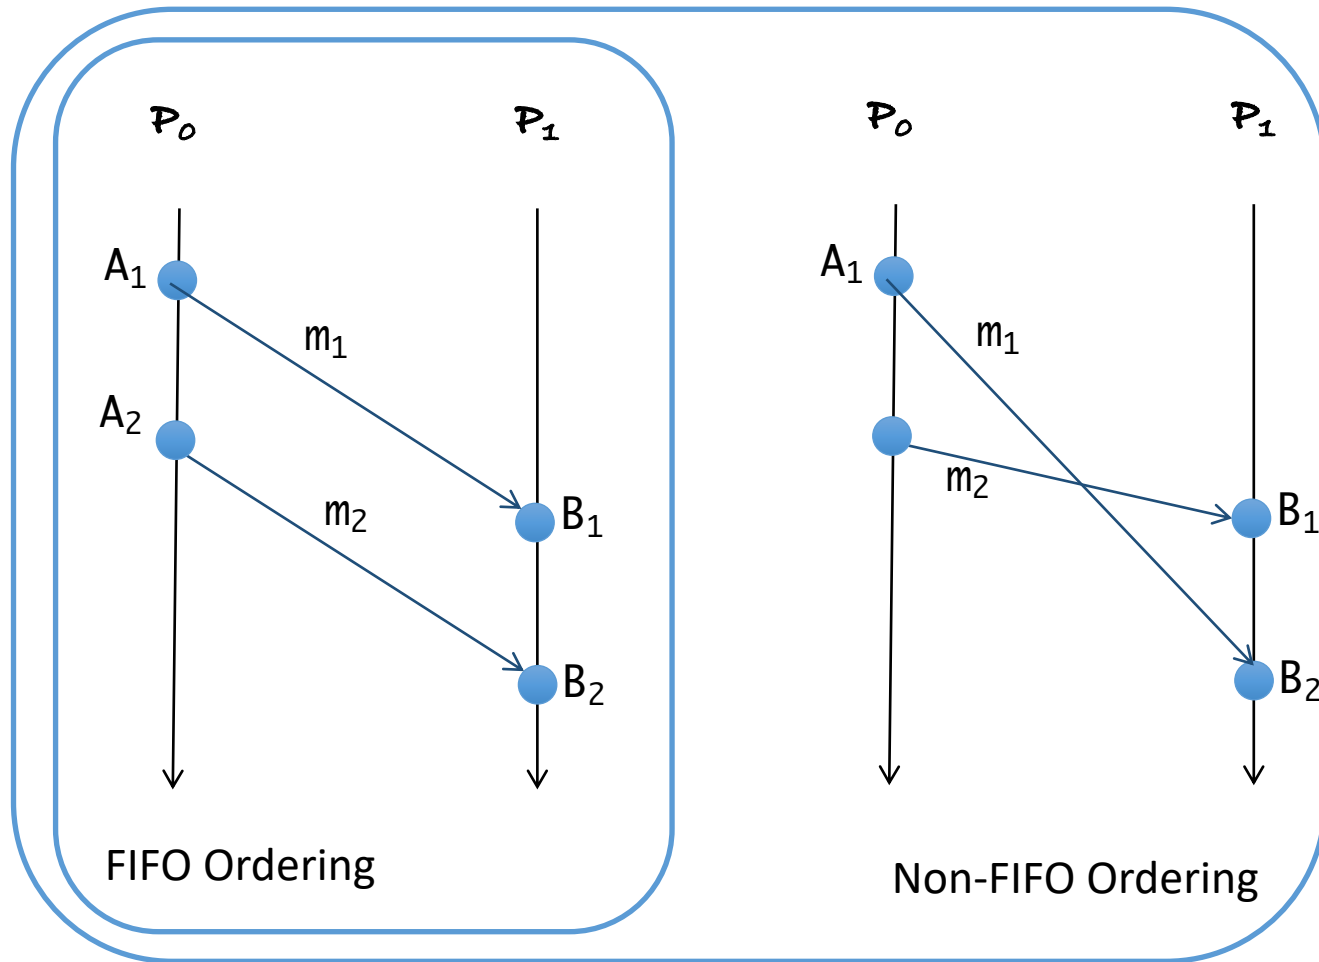 P₀
P₁
A₁
m₁
A₂
m₂
B₁
B₂
FIFO Ordering
P₀
P₁
A₁
m₁
m₂
B₁
B₂
Non-FIFO Ordering